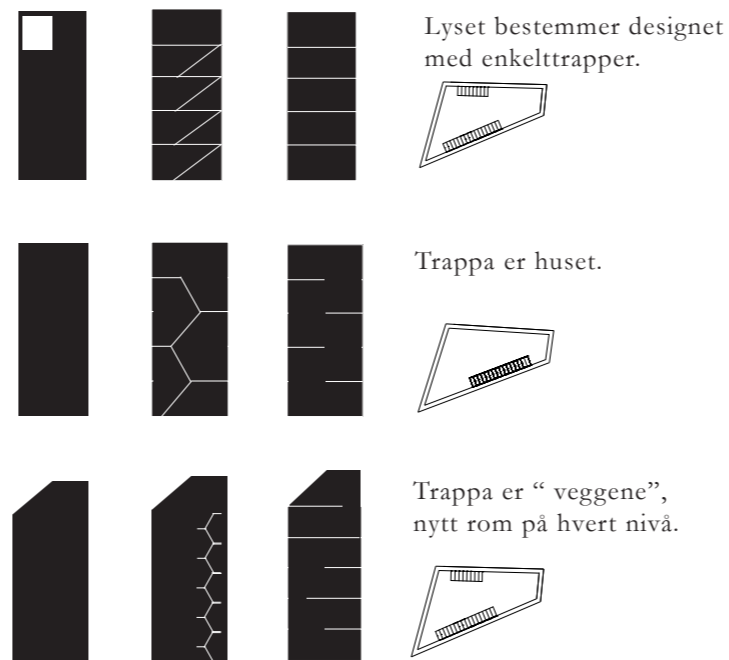 Lyset bestemmer designet
med enkelttrapper.
Trappa er huset.
Trappa er “ veggene”,
nytt rom på hvert nivå.